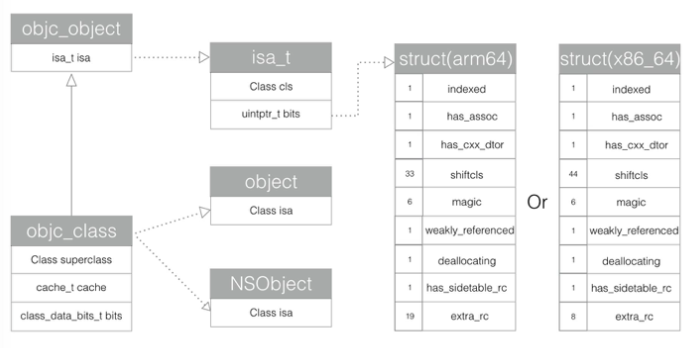 objc_object
isa_t isa
isa_t
Class cls
uintptr_t bits
object
Class isa
NSObject
Class isa
objc_class
Class superclass
cache_t cache
class_data_bits_t bits
struct(arm64)
1 indexed
1 has_assoc
1 has_cxx_dtor
33 shiftcls
6 magic
1 weakly_referenced
1 deallocating
1 has_sidetable_rc
19 extra_rc
Or
struct(x86_64)
1 indexed
1 has_assoc
1 has_cxx_dtor
44 shiftcls
6 magic
1 weakly_referenced
1 deallocating
1 has_sidetable_rc
8 extra_rc